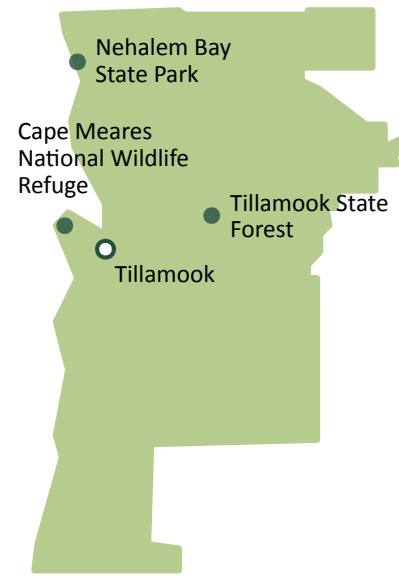 Nehalem Bay
State Park
Cape Meares
National Wildlife
Refuge
Tillamook State
Forest
Tillamook